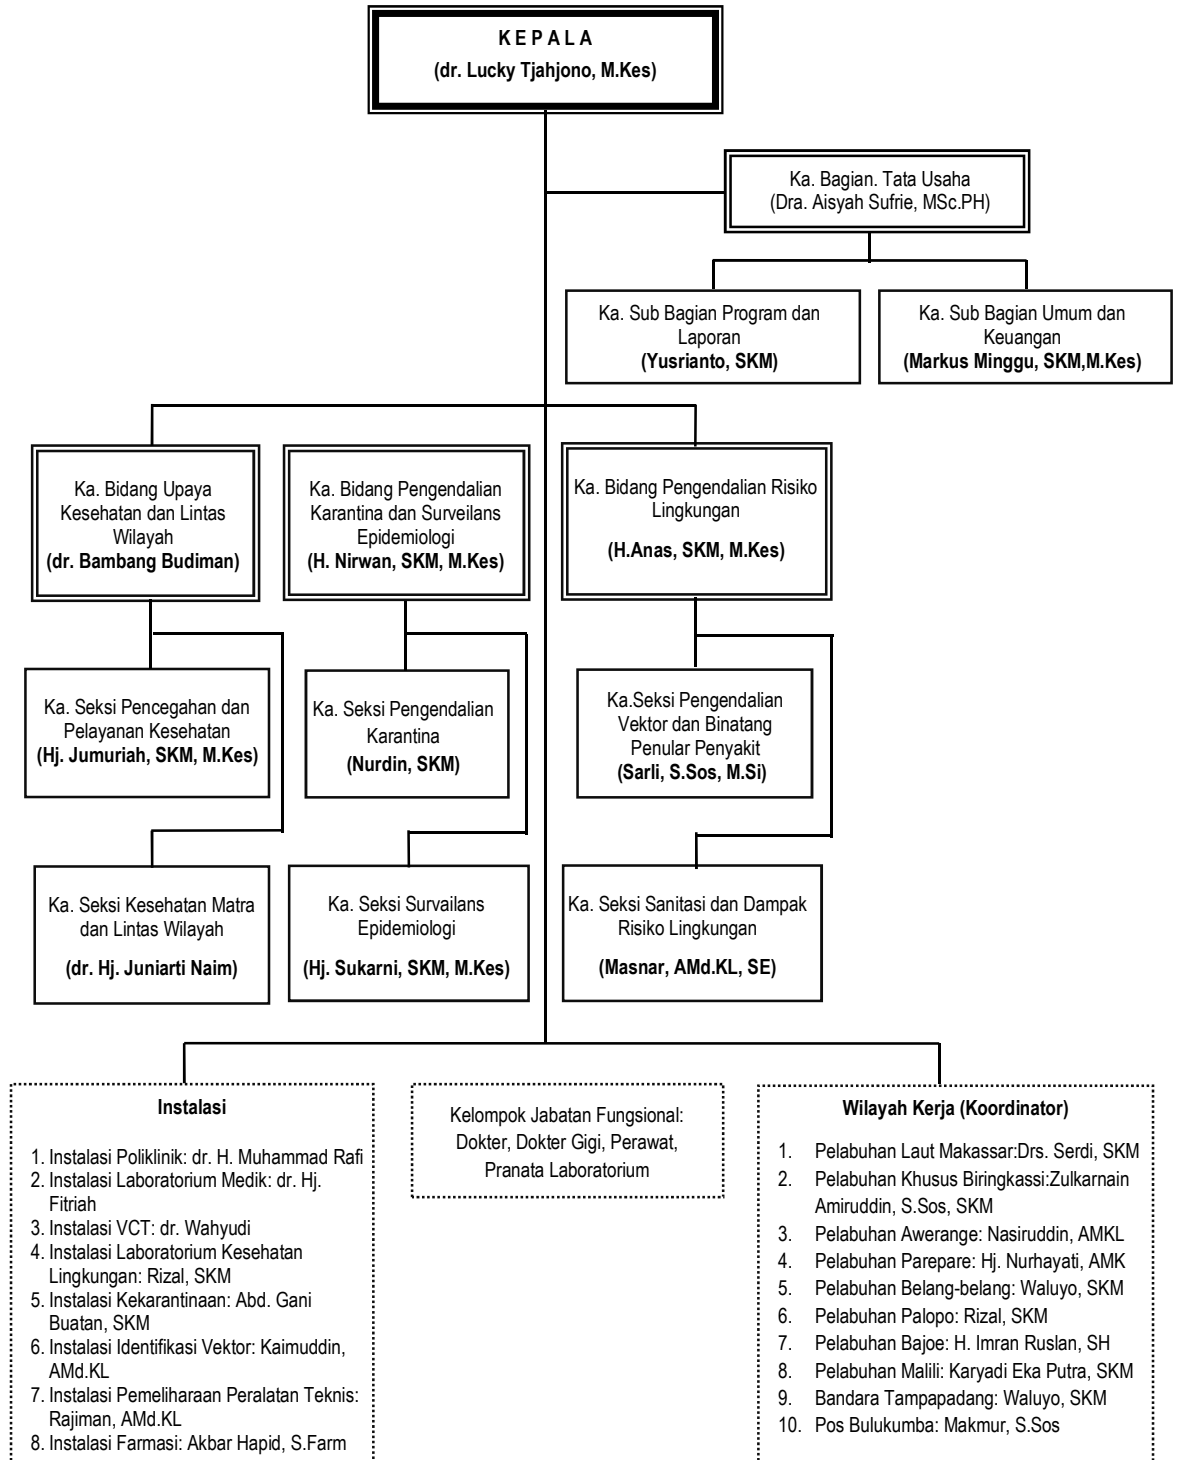 K E P A L A
(dr. Lucky Tjahjono, M.Kes)
Ka. Bagian. Tata Usaha
(Dra. Aisyah Sufrie, MSc.PH)
Ka. Sub Bagian Program dan
Laporan
(Yusrianto, SKM)
Ka. Sub Bagian Umum dan
Keuangan
(Markus Minggu, SKM,M.Kes)
Ka. Bidang Upaya
Kesehatan dan Lintas
Wilayah
(dr. Bambang Budiman)
Ka. Bidang Pengendalian
Karantina dan Surveilans
Epidemiologi
(H. Nirwan, SKM, M.Kes)
Ka. Bidang Pengendalian Risiko
Lingkungan
(H.Anas, SKM, M.Kes)
Ka. Seksi Pencegahan dan
Pelayanan Kesehatan
(Hj. Jumuriah, SKM, M.Kes)
Ka. Seksi Pengendalian
Karantina
(Nurdin, SKM)
Ka.Seksi Pengendalian
Vektor dan Binatang
Penular Penyakit
(Sarli, S.Sos, M.Si)
Ka. Seksi Kesehatan Matra
dan Lintas Wilayah
(dr. Hj. Juniarti Naim)
Ka. Seksi Survailans
Epidemiologi
(Hj. Sukarni, SKM, M.Kes)
Ka. Seksi Sanitasi dan Dampak
Risiko Lingkungan
(Masnar, AMd.KL, SE)
Instalasi
1. Instalasi Poliklinik: dr. H. Muhammad Rafi
2. Instalasi Laboratorium Medik: dr. Hj.
Fitriah
3. Instalasi VCT: dr. Wahyudi
4. Instalasi Laboratorium Kesehatan
Lingkungan: Rizal, SKM
5. Instalasi Kekarantinaan: Abd. Gani
Buatan, SKM
6. Instalasi Identifikasi Vektor: Kaimuddin,
AMd.KL
7. Instalasi Pemeliharaan Peralatan Teknis:
Rajiman, AMd.KL
8. Instalasi Farmasi: Akbar Hapid, S.Farm
Kelompok Jabatan Fungsional:
Dokter, Dokter Gigi, Perawat,
Pranata Laboratorium
Wilayah Kerja (Koordinator)
1. Pelabuhan Laut Makassar:Drs. Serdi, SKM
2. Pelabuhan Khusus Biringkassi:Zulkarnain
Amiruddin, S.Sos, SKM
3. Pelabuhan Awerange: Nasiruddin, AMKL
4. Pelabuhan Parepare: Hj. Nurhayati, AMK
5. Pelabuhan Belang-belang: Waluyo, SKM
6. Pelabuhan Palopo: Rizal, SKM
7. Pelabuhan Bajoe: H. Imran Ruslan, SH
8. Pelabuhan Malili: Karyadi Eka Putra, SKM
9. Bandara Tampapadang: Waluyo, SKM
10. Pos Bulukumba: Makmur, S.Sos